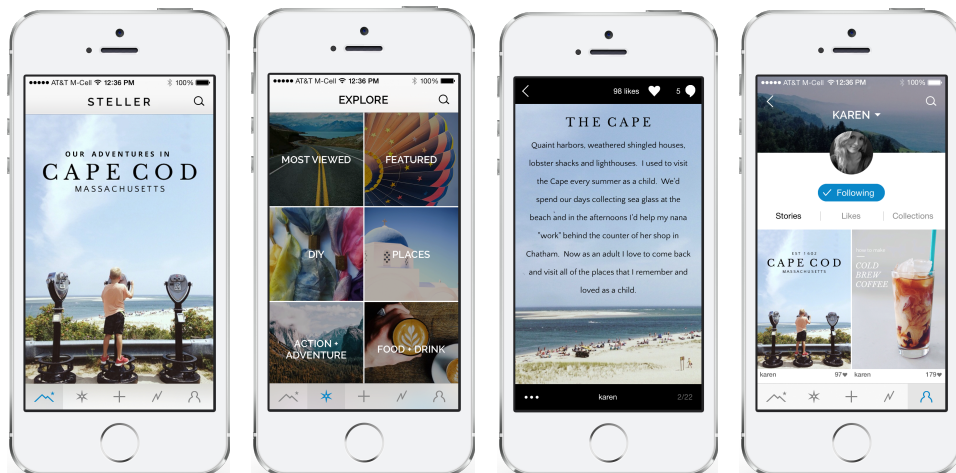 AT&T M-Cell 12:36 PM 100%
STELLER
OUR ADVENTURES IN
CAPE COD
MASSACHUSETTS
AT&T M-Cell 12:36 PM 100%
EXPLORE
MOST VIEWED
FEATURED
DIY
PLACES
ACTION +
ADVENTURE
FOOD + DRINK
98 likes 5
THE CAPE
Quaint harbors, weathered shingled houses,
lobster shacks and lighthouses. I used to visit
the Cape every summer as a child. We'd
spend our days collecting sea glass at the
beach and in the afternoons I'd help my nana
"work" behind the counter of her shop in
Chatham. Now as an adult I love to come back
and visit all of the places that I remember and
loved as a child.
karen 2/22
AT&T M-Cell 12:36 PM 100%
KAREN
Following
Stories Likes Collections
EST 1602
CAPE COD
MASSACHUSETTS
COLD
BREW
COFFEE
karen 97
karen 179